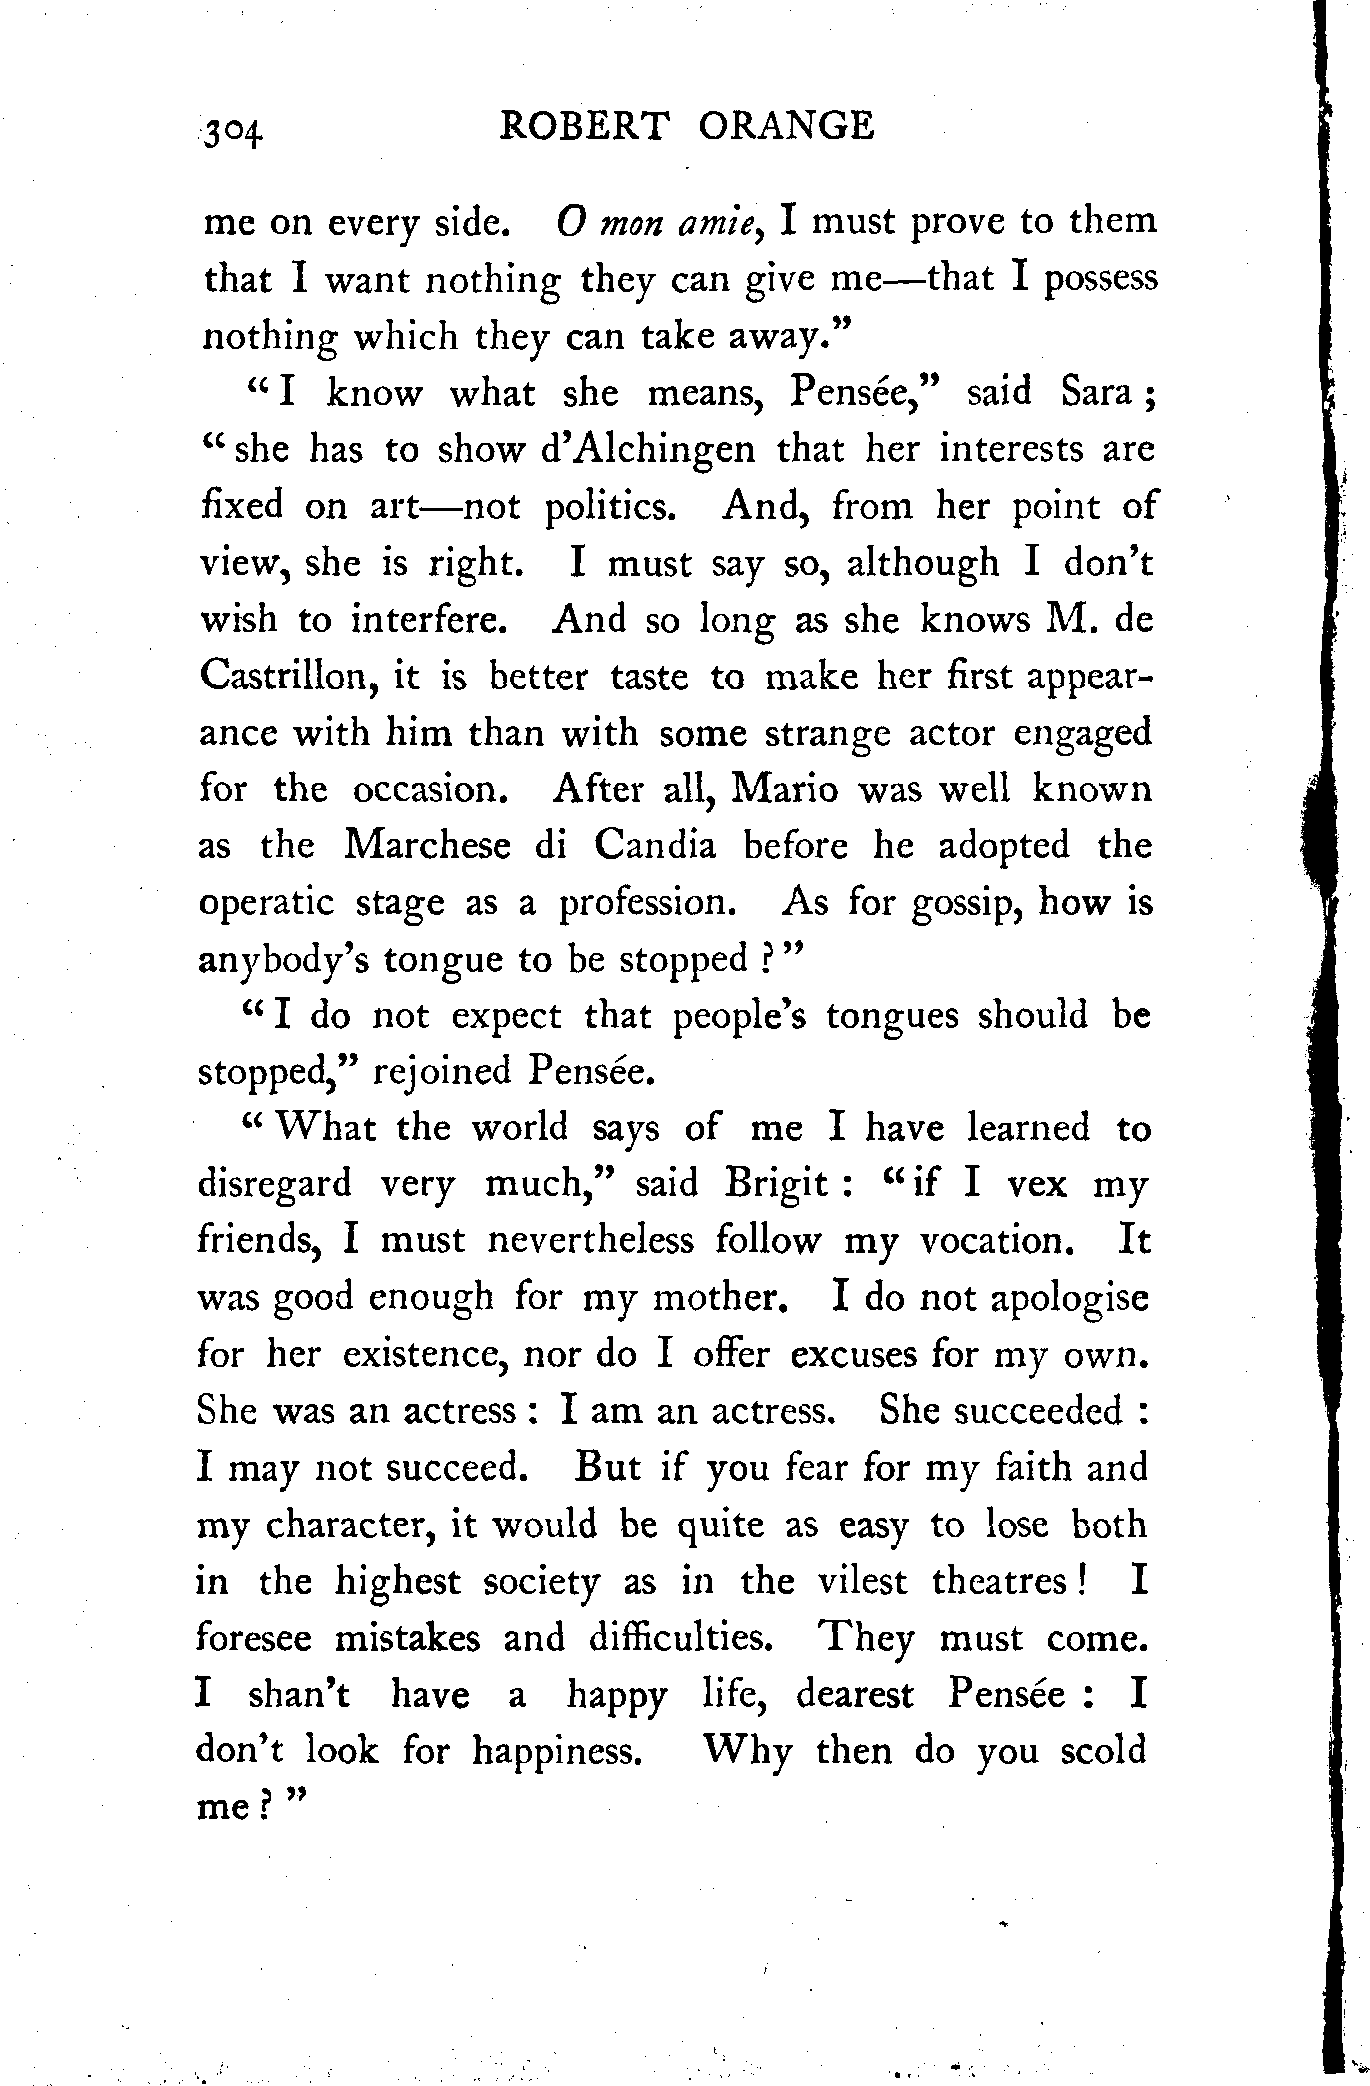 304 ROBERT ORANGE
me on every side. O mon amie, I must prove to them
that I want nothing they can give me—that I possess
nothing which they can take away.”
“ I know what she means, Pensée,” said Sara ;
“ she has to show d’Alchingen that her interests are
fixed on art—not politics. And, from her point of
view, she is right. I must say so, although I don’t
wish to interfere. And so long as she knows M. de
Castrillon, it is better taste to make her first appear-
ance with him than with some strange actor engaged
for the occasion. After all, Mario was well known
as the Marchese di Candia before he adopted the
operatic stage as a profession. As for gossip, how is
anybody’s tongue to be stopped ? ”
“ I do not expect that people’s tongues should be
stopped,” rejoined Pensée.
“ What the world says of me I have learned to
disregard very much,” said Brigit : “ if I vex my
friends, I must nevertheless follow my vocation. It
was good enough for my mother. I do not apologise
for her existence, nor do I offer excuses for my own.
She was an actress : I am an actress. She succeeded :
I may not succeed. But if you fear for my faith and
my character, it would be quite as easy to lose both
in the highest society as in the vilest theatres ! I
foresee mistakes and difficulties. They must come.
I shan’t have a happy life, dearest Pensée : I
don’t look for happiness. Why then do you scold
me ? ”